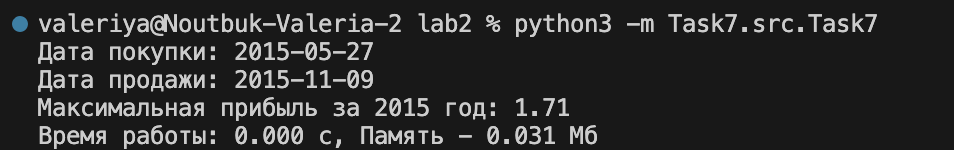 valeriya@Noutbuk-Valeria-2 lab2 % python3 -m Task7.src.Task7
Дата покупки: 2015-05-27
Дата продажи: 2015-11-09
Максимальная прибыль за 2015 год: 1.71
Время работы: 0.000 с, Память – 0.031 Мб